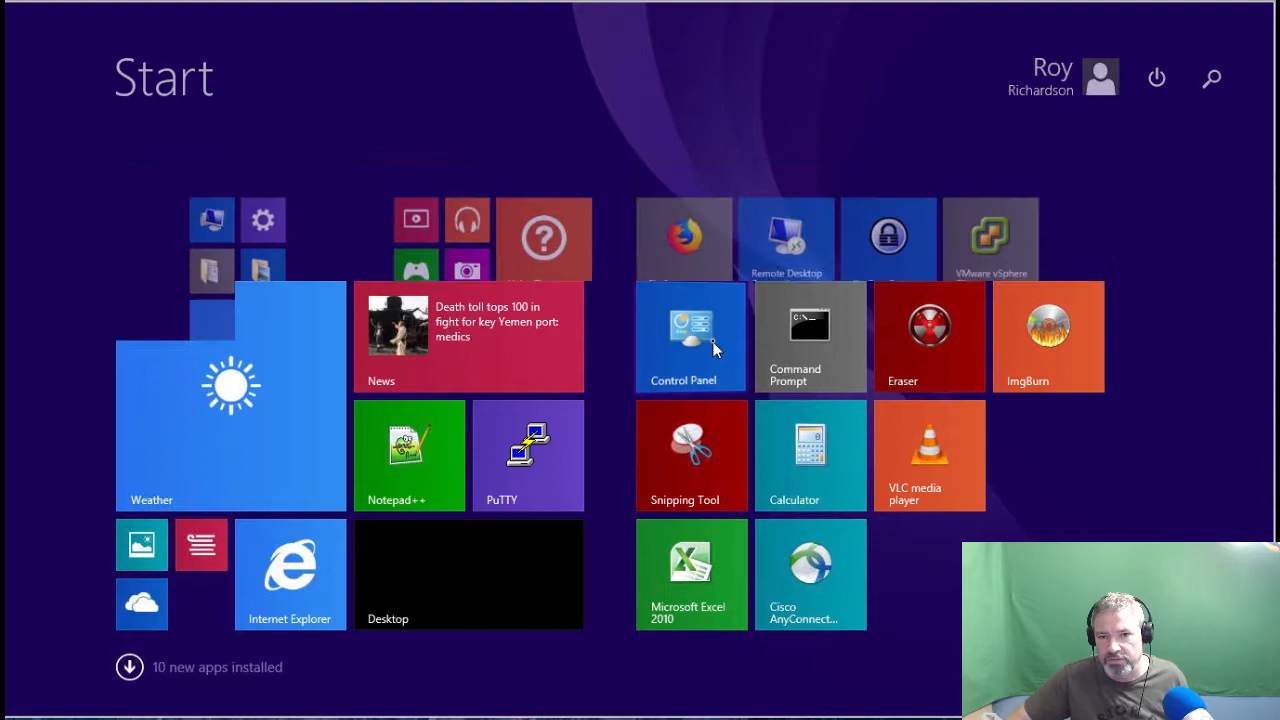 Start
Roy
Richardson
Remote Desktop
VMware vSphere
Death toll tops 100 in
fight for key Yemen port:
medics
News
Control Panel
Command
Prompt
Eraser
ImgBurn
Weather
Notepad++
PuTTY
Snipping Tool
Calculator
VLC media
player
Internet Explorer
Desktop
Microsoft Excel
2010
Cisco
AnyConnect...
10 new apps installed